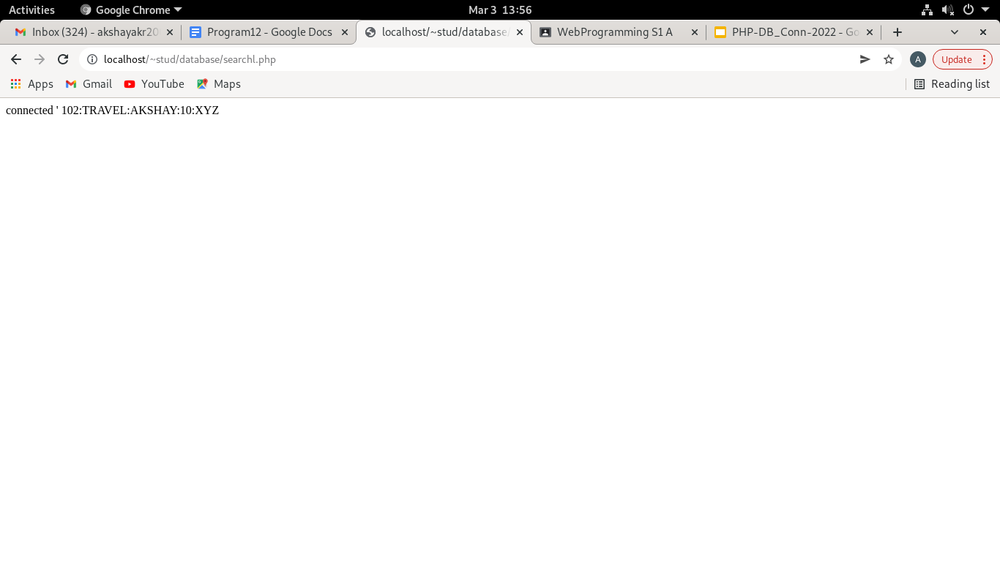 Activities Google Chrome Mar 3 13:56
Inbox (324) - akshayakr20 Program12 - Google Docs localhost/~stud/database/ WebProgramming S1 A PHP-DB_Conn-2022 - Go
localhost/~stud/database/searchl.php A Update
Apps Gmail YouTube Maps Reading list
connected ' 102:TRAVEL:AKSHAY:10:XYZ